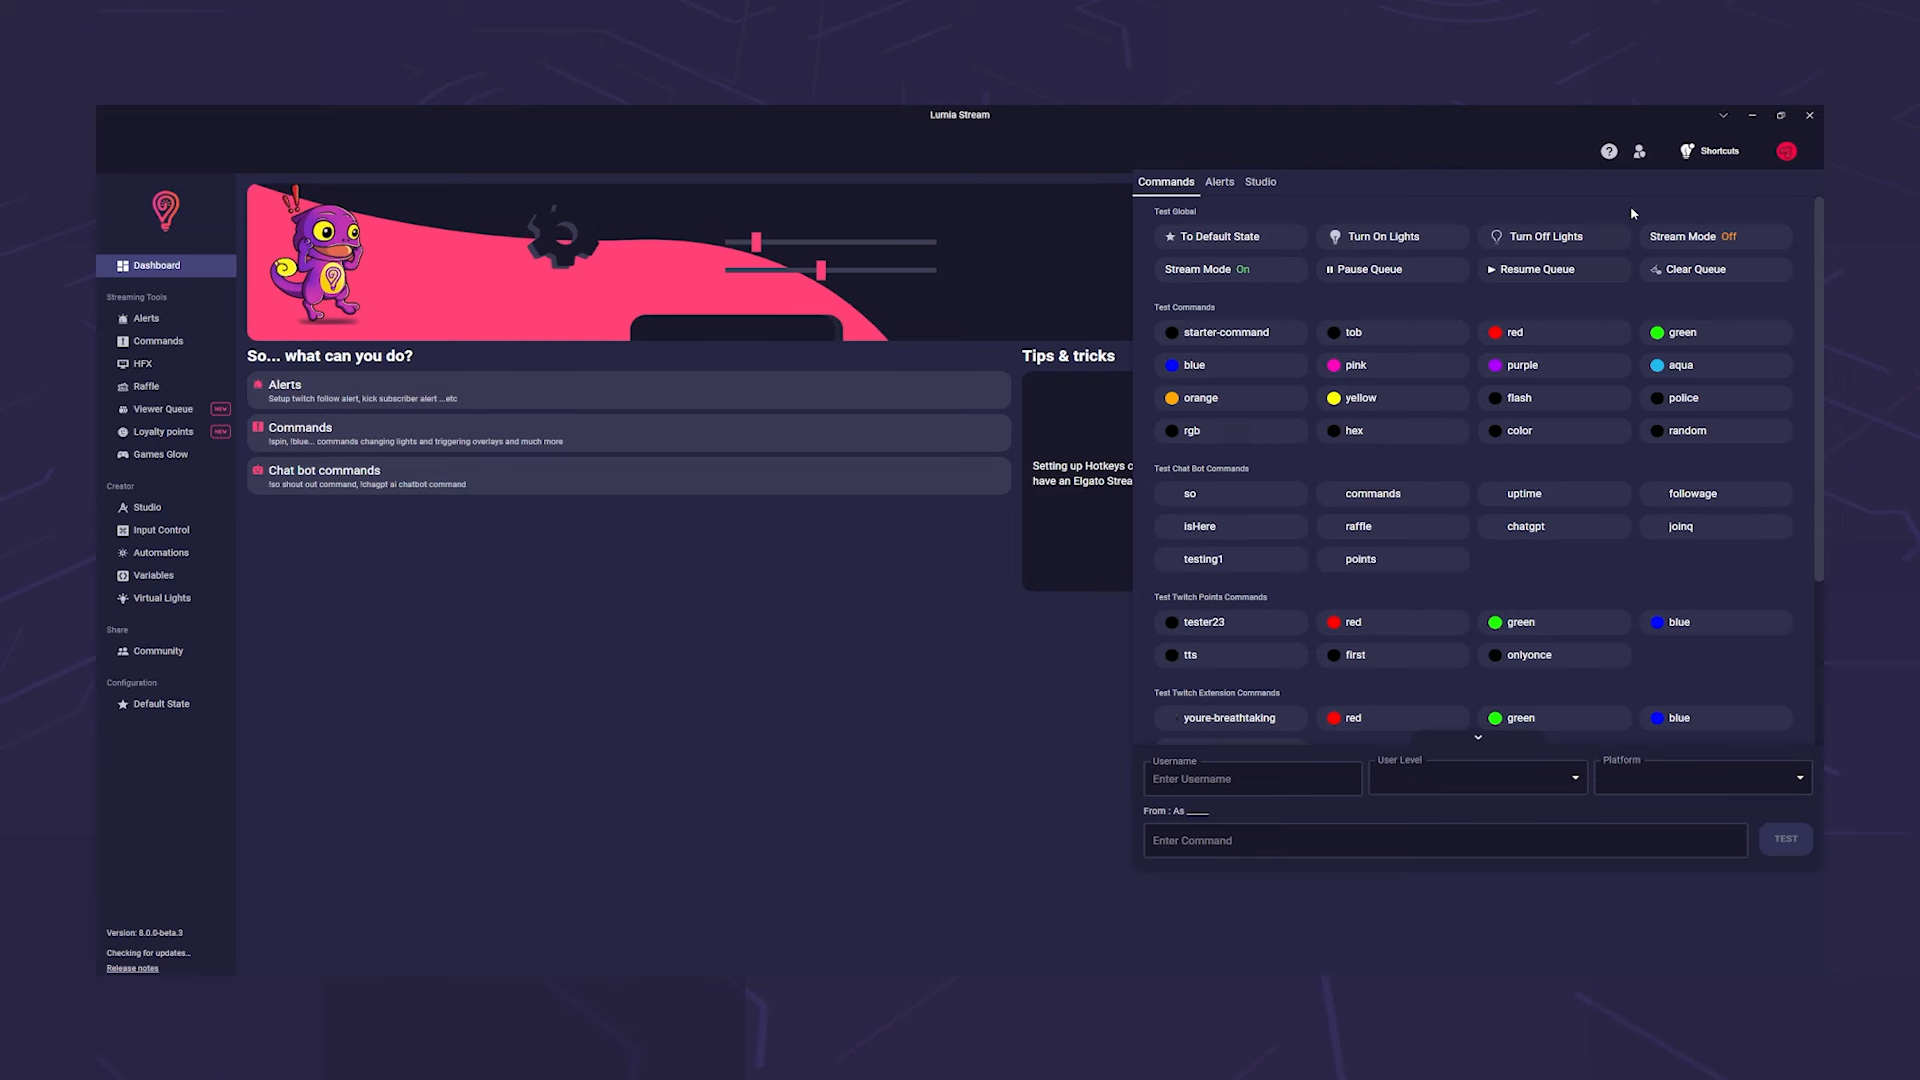 Lumia Stream
? Shortcuts
Commands Alerts Studio
Test Global
To Default State Turn On Lights Turn Off Lights Stream Mode Off
Stream Mode On Pause Queue Resume Queue Clear Queue
Test Commands
starter-command tob red green
blue pink purple aqua
orange yellow flash police
rgb hex color random
Test Chat Bot Commands
so commands uptime followage
isHere raffle chatgpt joinq
testing1 points
Test Twitch Points Commands
tester23 red green blue
tts first onlyonce
Test Twitch Extension Commands
youre-breathtaking red green blue
Username User Level Platform
Enter Username
From : As ____
Enter Command TEST
Dashboard
Streaming Tools
Alerts
Commands
HFX
Raffle
Viewer Queue NEW
Loyalty points NEW
Games Glow
Creator
Studio
Input Control
Automations
Variables
Virtual Lights
Share
Community
Configuration
Default State
Version: 8.0.0-beta.3
Checking for updates...
Release notes
So... what can you do?
Alerts
Setup twitch follow alert, kick subscriber alert ...etc
Commands
!spin, !blue... commands changing lights and triggering overlays and much more
Chat bot commands
!so shout out command, !chagpt ai chatbot command
Tips & tricks
Setting up Hotkeys c
have an Elgato Strea